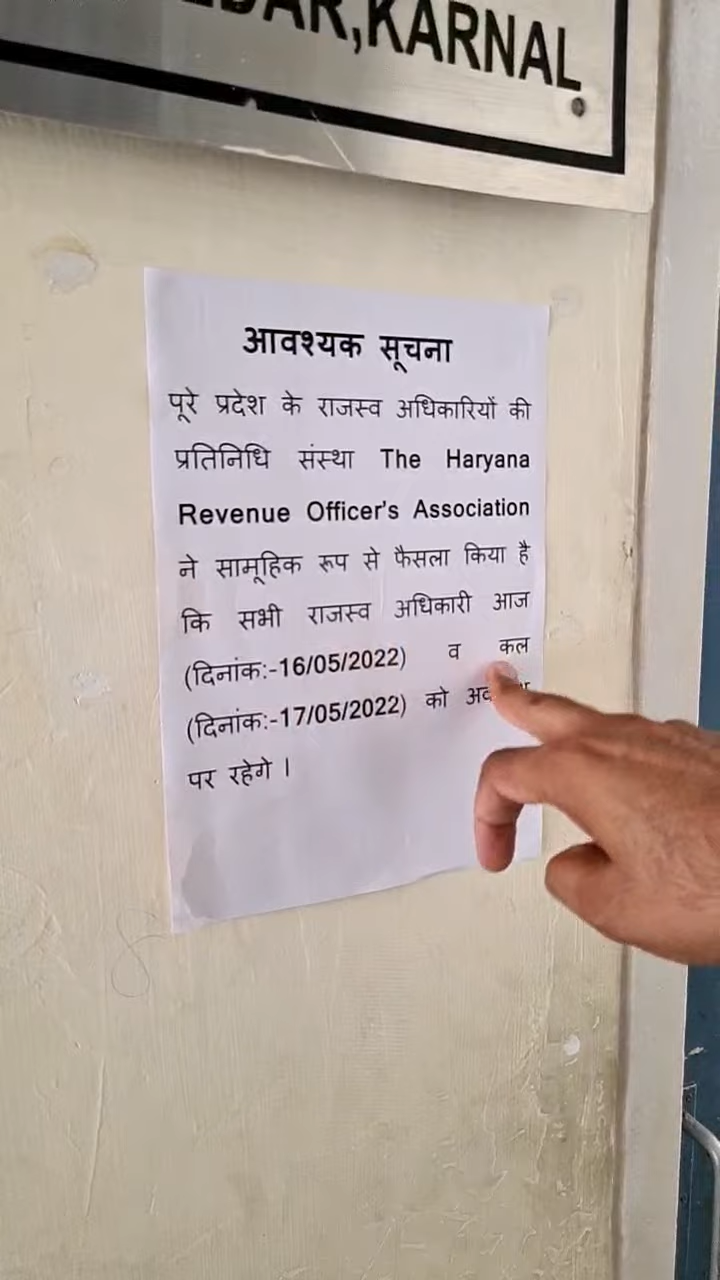 KARNAL
आवश्यक सूचना
पूरे प्रदेश के राजस्व अधिकारियों की
प्रतिनिधि संस्था The Haryana
Revenue Officer's Association
ने सामूहिक रूप से फैसला किया है
कि सभी राजस्व अधिकारी आज
(दिनांक:-16/05/2022) व कल
(दिनांक:-17/05/2022) को
पर रहेगे ।